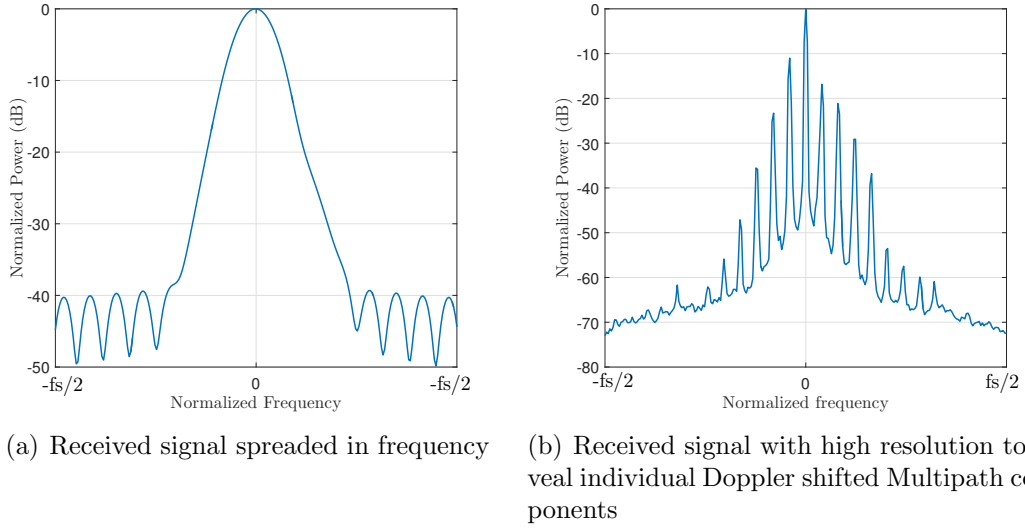 0
-10
-20
-30
-40
-50
Normalized Power (dB)
-fs/2
0
-fs/2
Normalized Frequency
(a) Received signal spreaded in frequency
0
-10
-20
-30
-40
-50
-60
-70
-80
Normalized Power (dB)
-fs/2
0
fs/2
Normalized frequency
(b) Received signal with high resolution to
veal individual Doppler shifted Multipath co
ponents